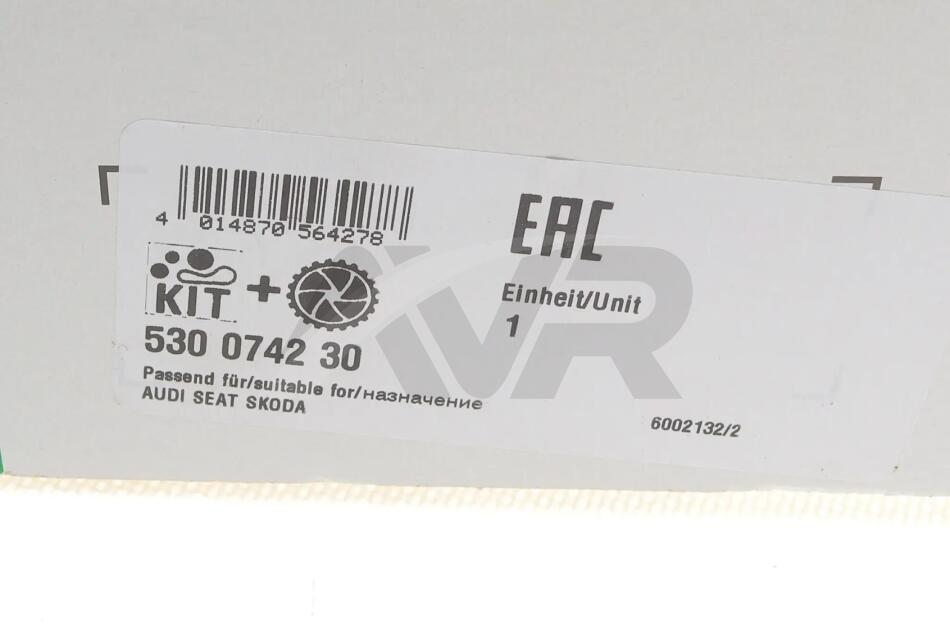 4 014870 564278
EAC
KIT +
530 0742 30
Einheit/Unit
1
Passend für/suitable for/назначение
AUDI SEAT SKODA
6002132/2
VR